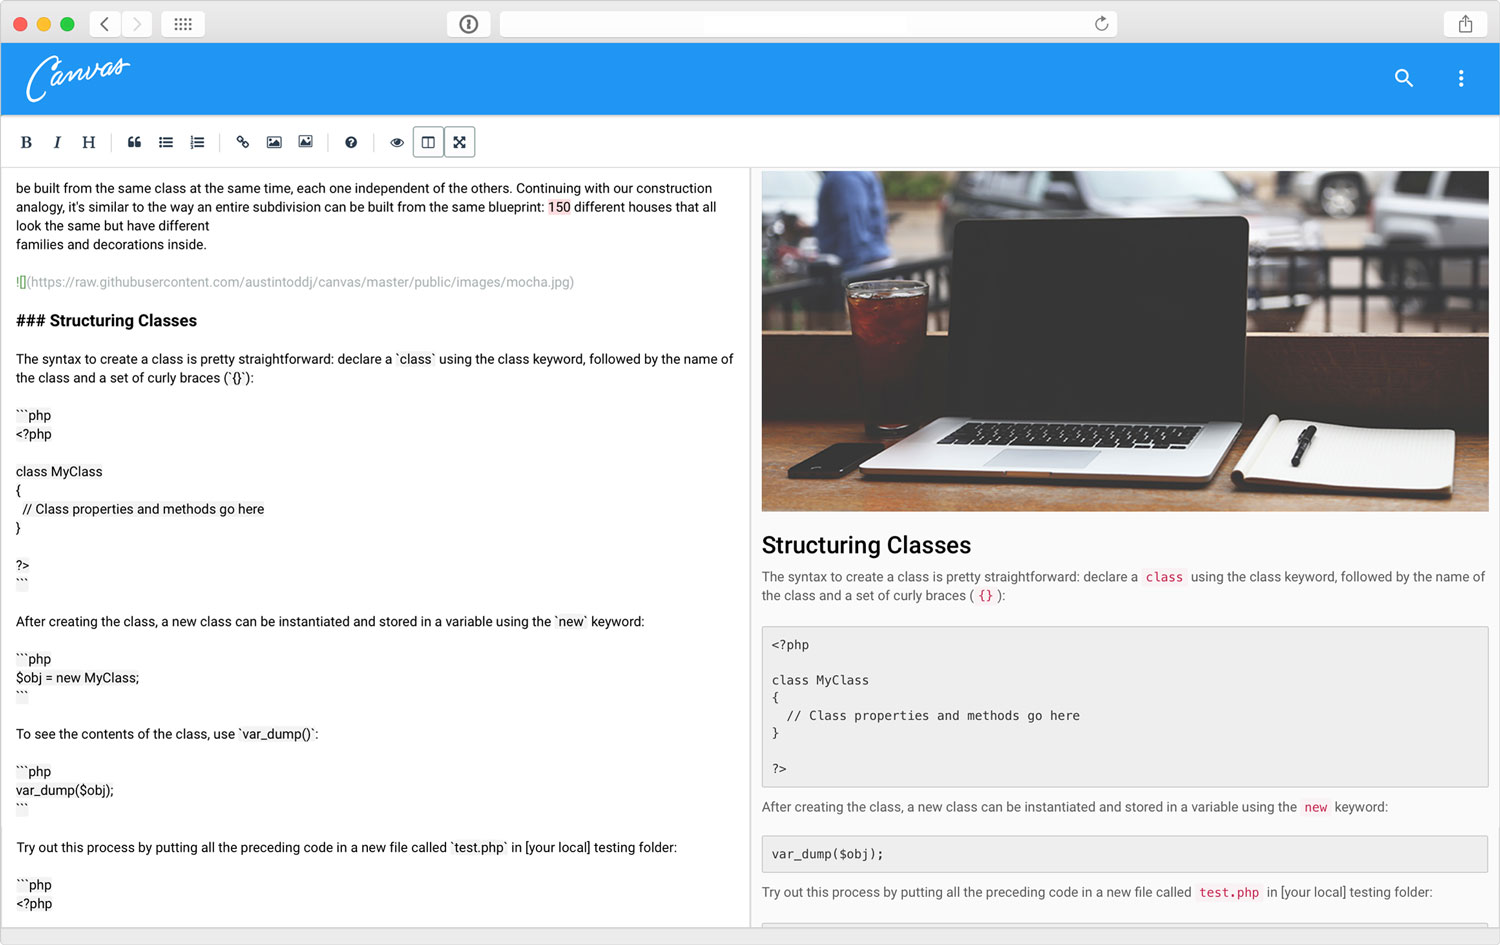 Canvas
B I H
be built from the same class at the same time, each one independent of the others. Continuing with our construction
analogy, it's similar to the way an entire subdivision can be built from the same blueprint: 150 different houses that all
look the same but have different
families and decorations inside.
![](https://raw.githubusercontent.com/austintoddj/canvas/master/public/images/mocha.jpg)
### Structuring Classes
The syntax to create a class is pretty straightforward: declare a `class` using the class keyword, followed by the name of
the class and a set of curly braces (`{}`):
```php
<?php
class MyClass
{
// Class properties and methods go here
}
?>
```
After creating the class, a new class can be instantiated and stored in a variable using the `new` keyword:
```php
$obj = new MyClass;
```
To see the contents of the class, use `var_dump()`:
```php
var_dump($obj);
```
Try out this process by putting all the preceding code in a new file called `test.php` in [your local] testing folder:
```php
<?php
Structuring Classes
The syntax to create a class is pretty straightforward: declare a class using the class keyword, followed by the name of
the class and a set of curly braces ( {} ):
<?php
class MyClass
{
// Class properties and methods go here
}
?>
After creating the class, a new class can be instantiated and stored in a variable using the new keyword:
var_dump($obj);
Try out this process by putting all the preceding code in a new file called test.php in [your local] testing folder: